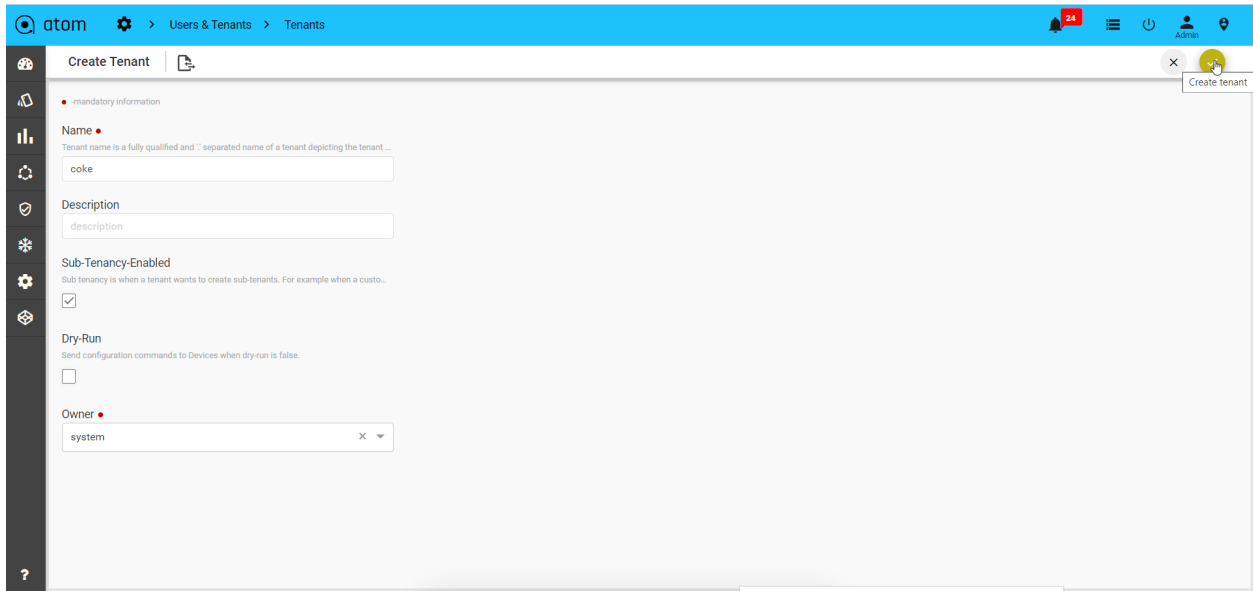 atom > Users & Tenants > Tenants
24
Admin
Create Tenant
Create tenant
-mandatory information
Name
Tenant name is a fully qualified and '.' separated name of a tenant depicting the tenant ...
coke
Description
description
Sub-Tenancy-Enabled
Sub tenancy is when a tenant wants to create sub-tenants. For example when a custo...
Dry-Run
Send configuration commands to Devices when dry-run is false.
Owner
system
?